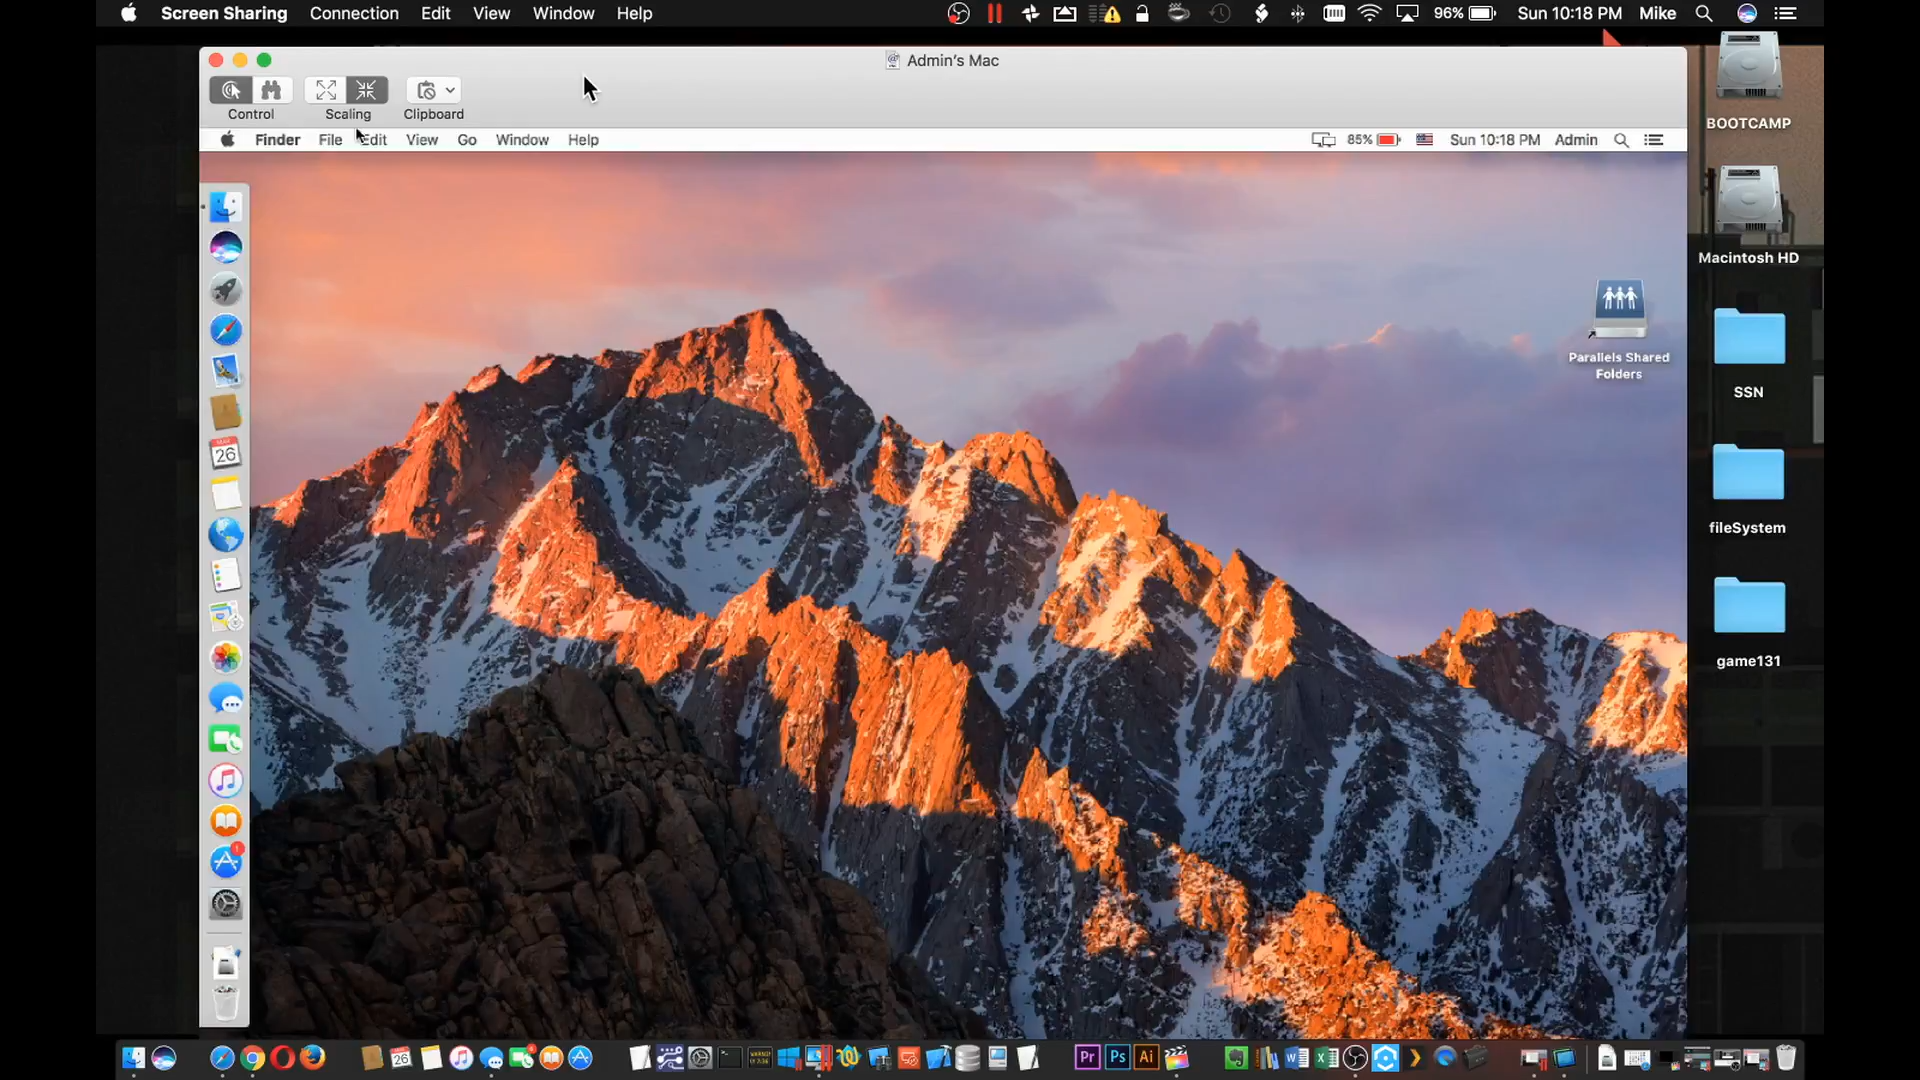 Screen Sharing Connection Edit View Window Help 96% Sun 10:18 PM Mike
Admin's Mac
Control Scaling Clipboard
Finder File Edit View Go Window Help 85% Sun 10:18 PM Admin
BOOTCAMP
Macintosh HD
Parallels Shared
Folders
SSN
26
fileSystem
game131
26 Pr Ps Ai